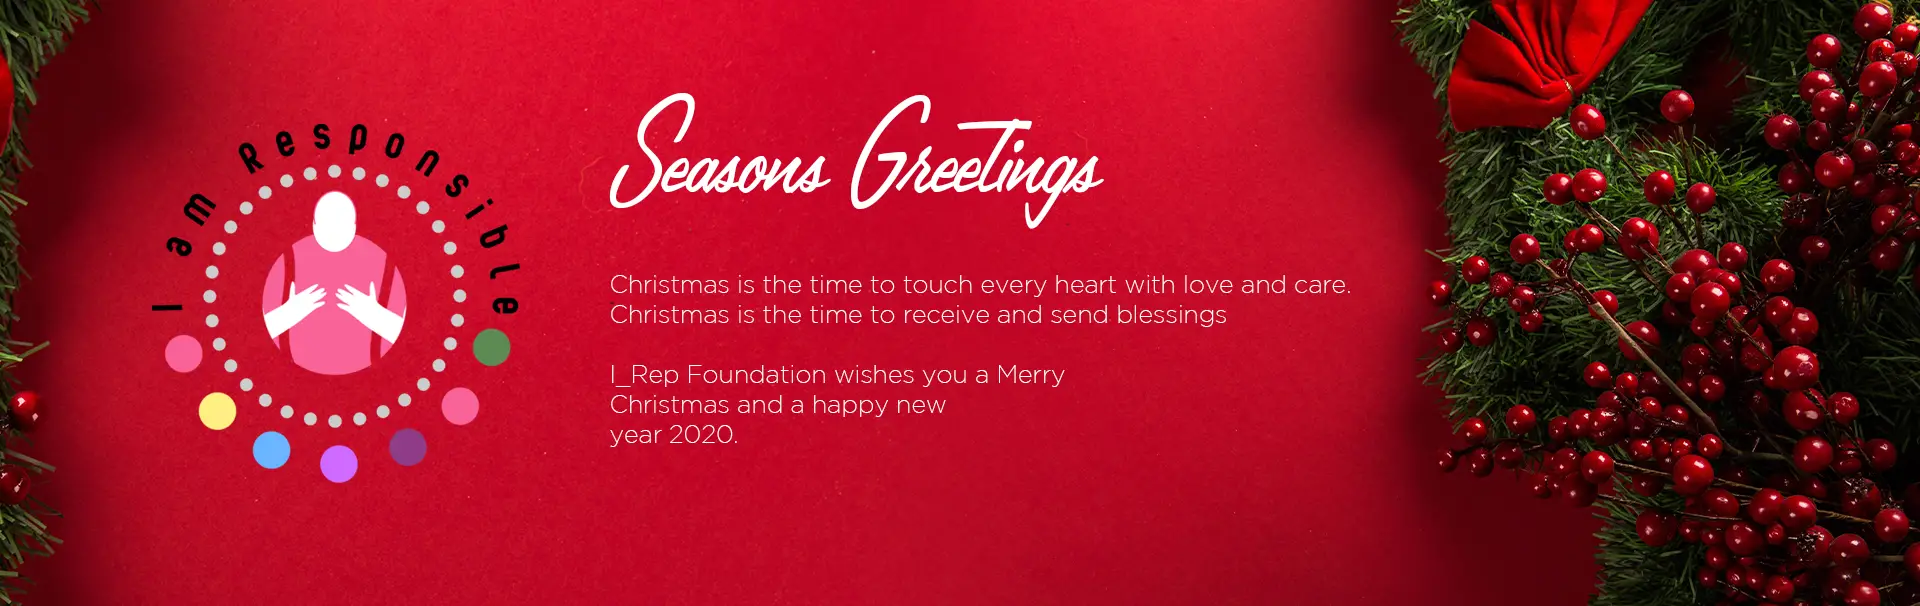 I am Responsible
Seasons Greetings
Christmas is the time to touch every heart with love and care.
Christmas is the time to receive and send blessings
I_Rep Foundation wishes you a Merry
Christmas and a happy new
year 2020.